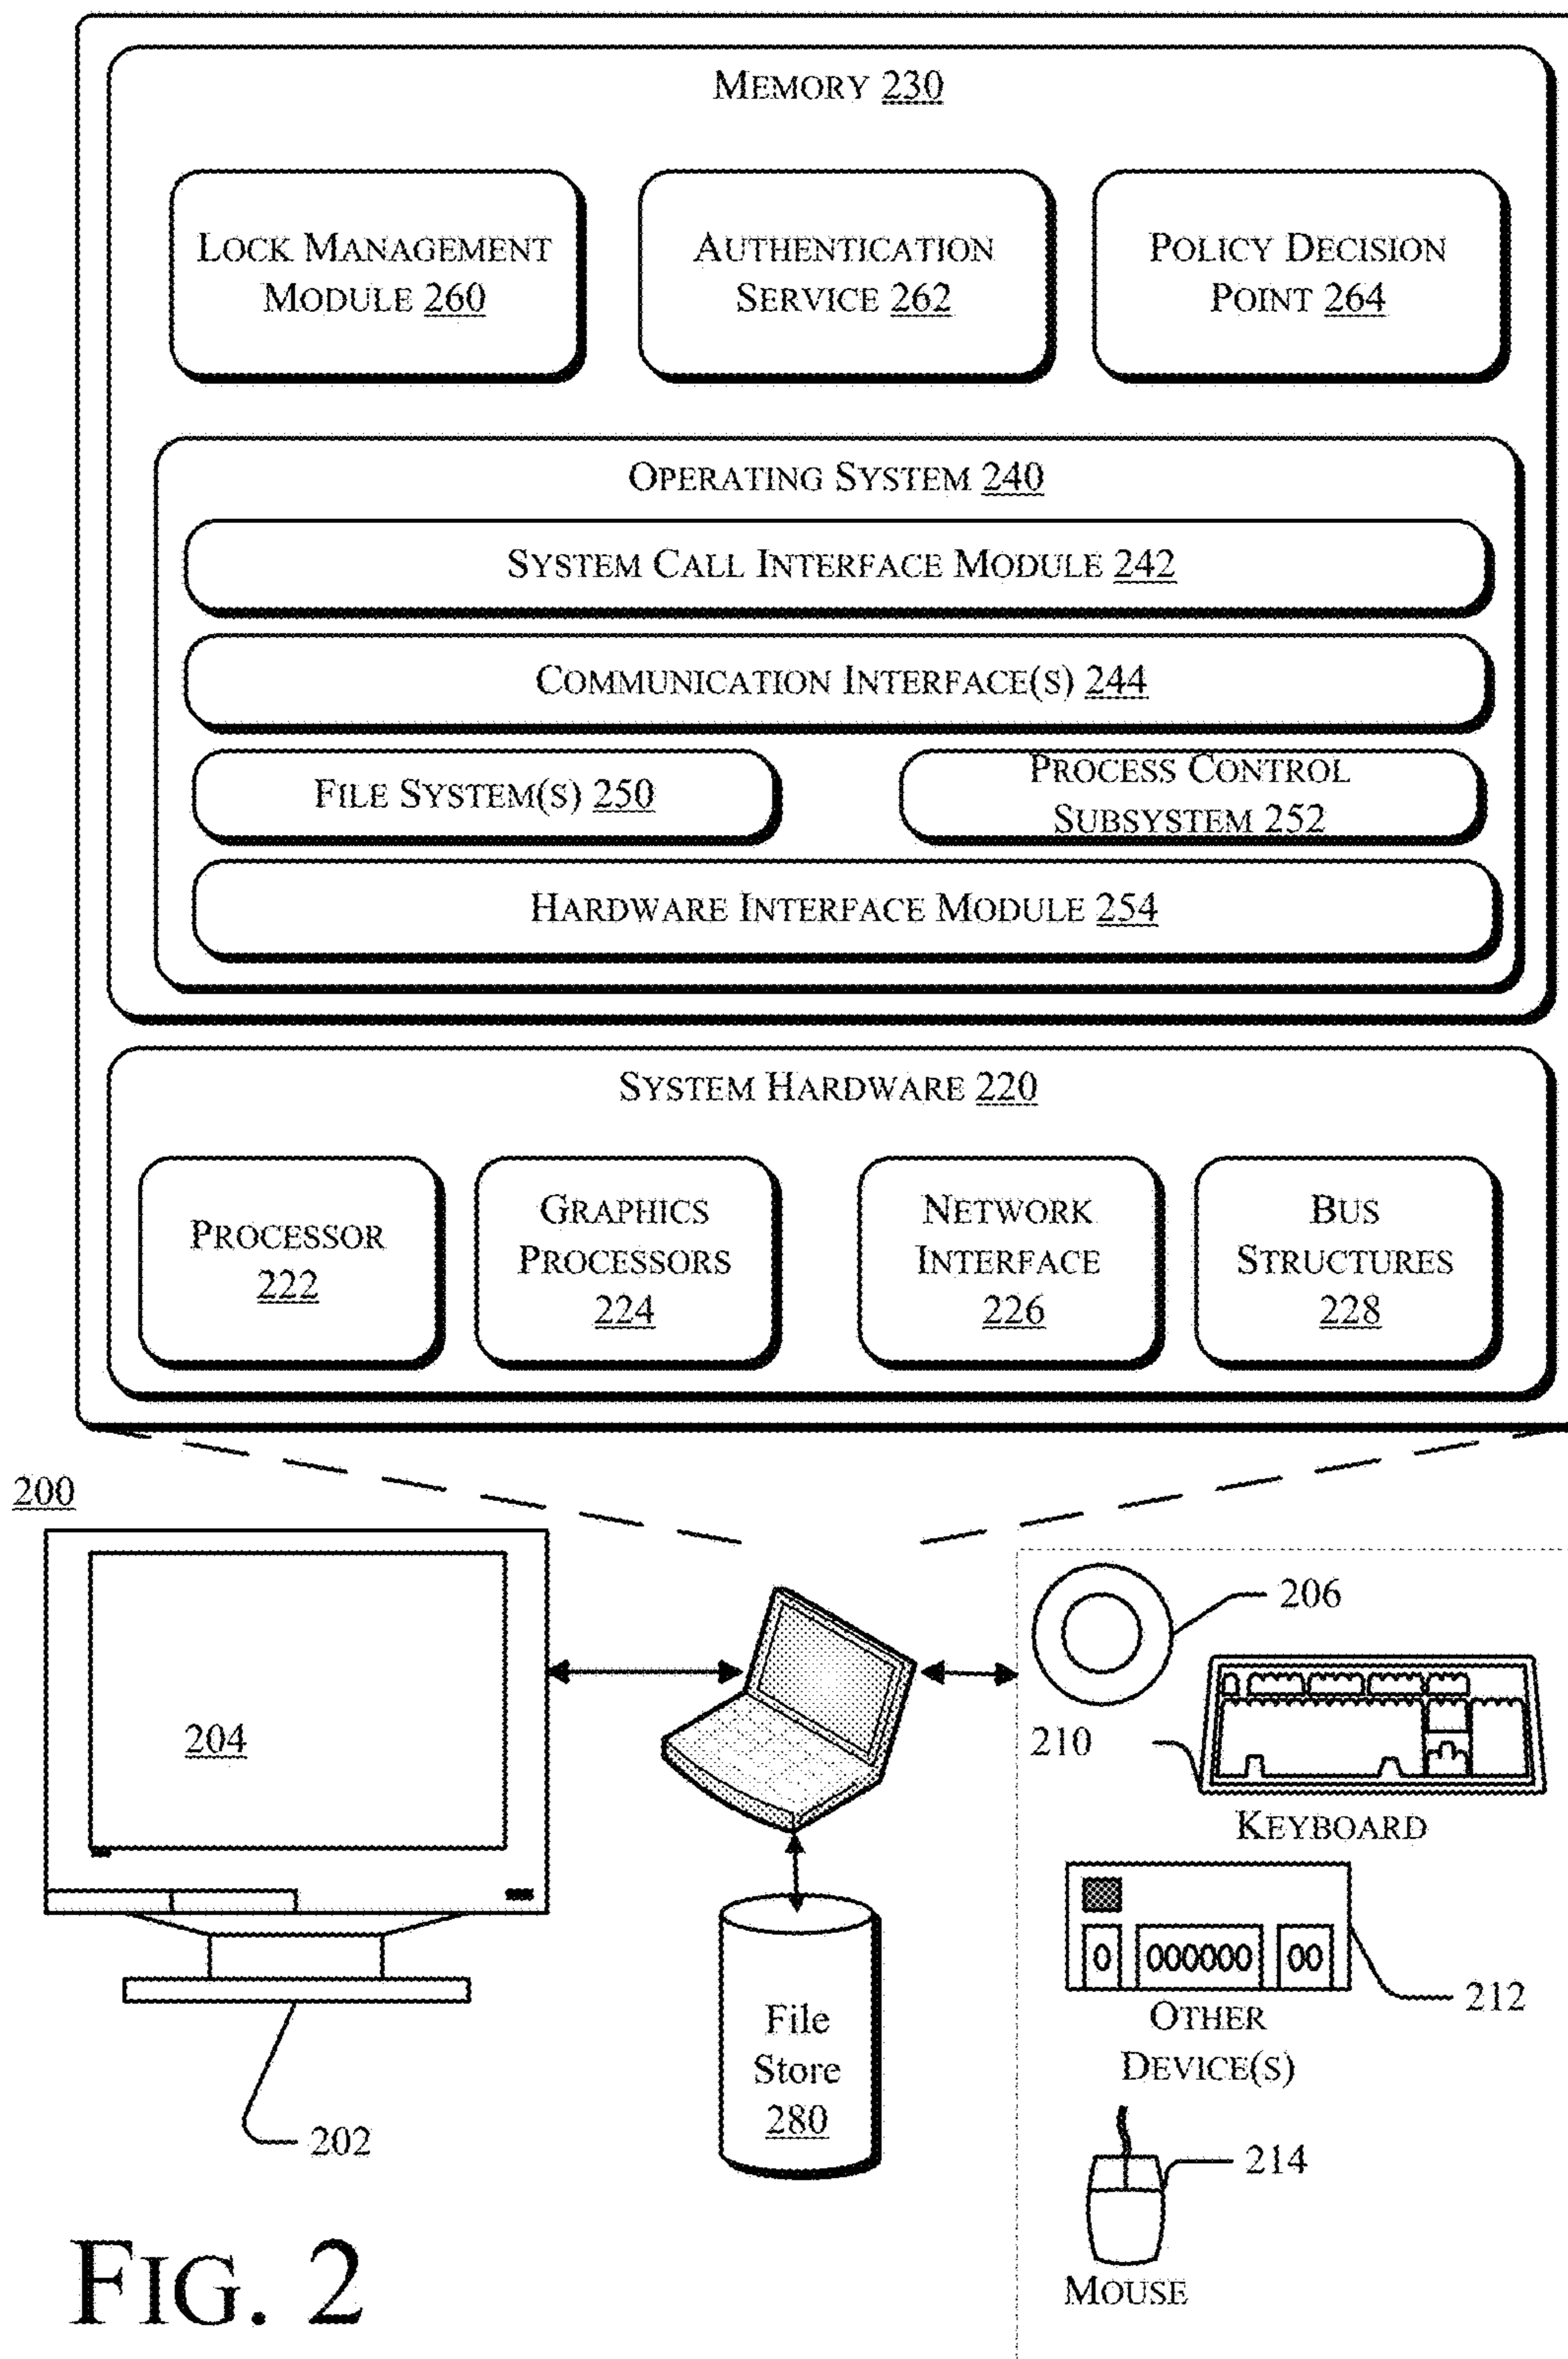 MEMORY 230
LOCK MANAGEMENT
MODULE 260
AUTHENTICATION
SERVICE 262
POLICY DECISION
POINT 264
OPERATING SYSTEM 240
SYSTEM CALL INTERFACE MODULE 242
COMMUNICATION INTERFACE(S) 244
FILE SYSTEM(S) 250
PROCESS CONTROL
SUBSYSTEM 252
HARDWARE INTERFACE MODULE 254
SYSTEM HARDWARE 220
PROCESSOR
222
GRAPHICS
PROCESSORS
224
NETWORK
INTERFACE
226
BUS
STRUCTURES
228
200
204
202
File
Store
280
206
210
KEYBOARD
212
OTHER
DEVICE(S)
214
MOUSE
FIG. 2